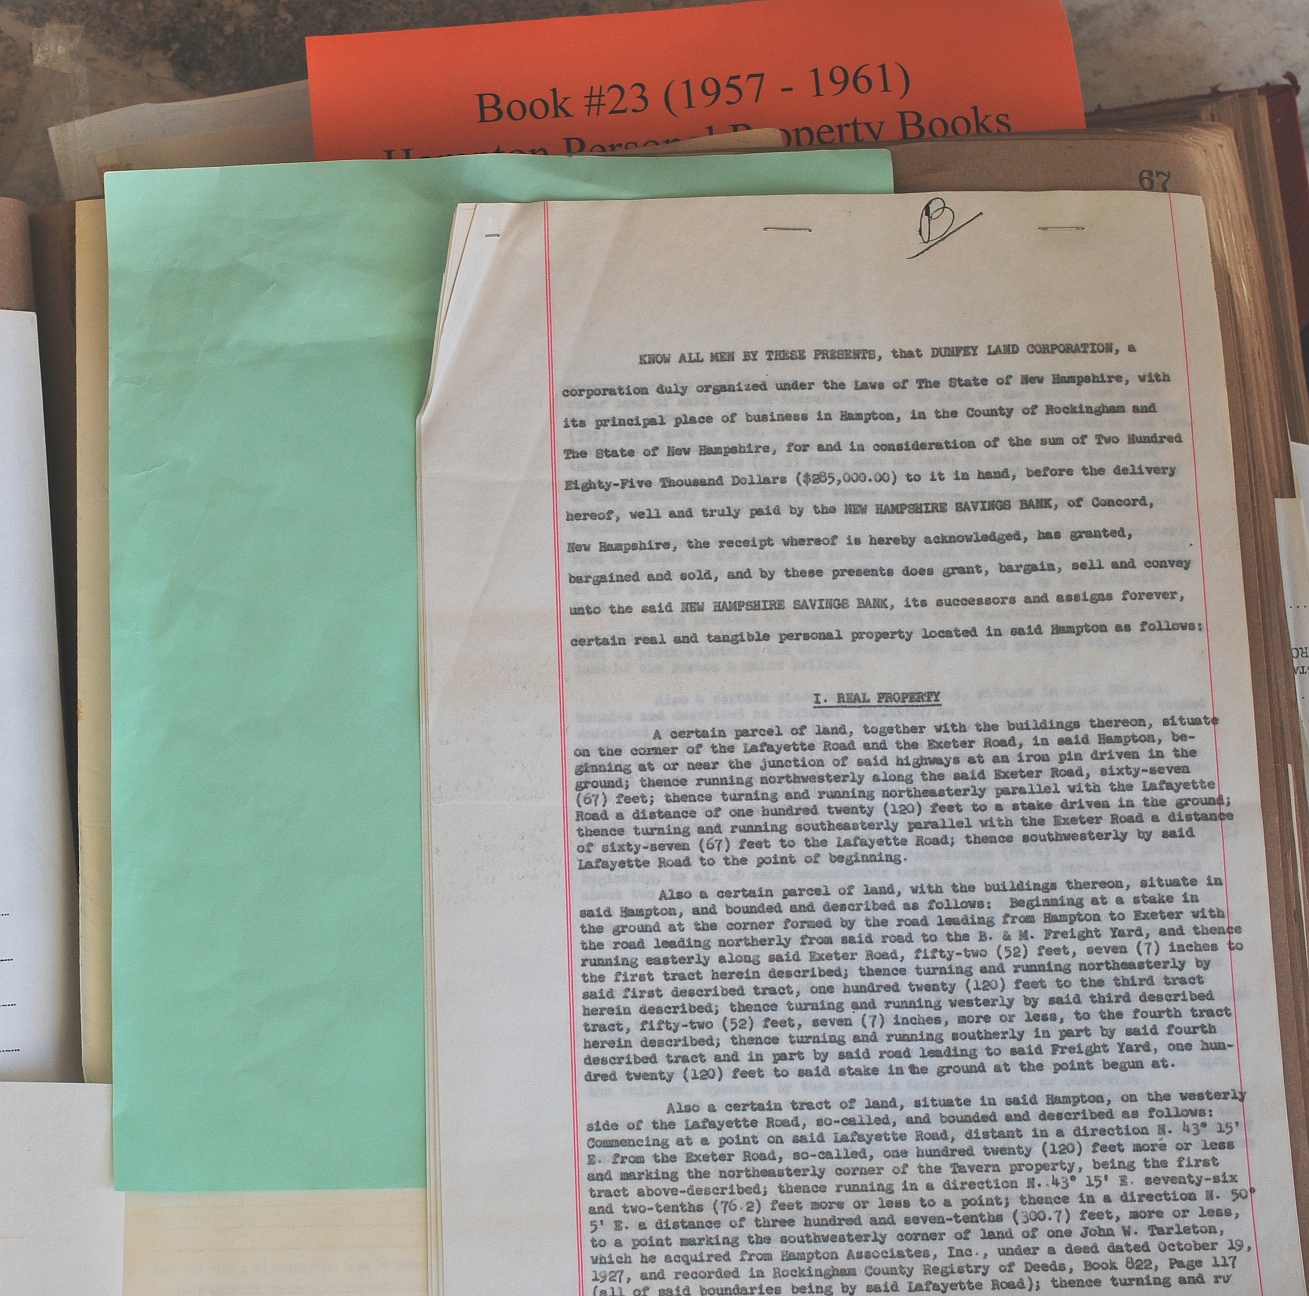 Book #23 (1957 - 1961)
Personal Property Books
67
B
KNOW ALL MEN BY THESE PRESENTS, that DUMFEY LAND CORPORATION, a
corporation duly organized under the Laws of The State of New Hampshire, with
its principal place of business in Hampton, in the County of Rockingham and
The State of New Hampshire, for and in consideration of the sum of Two Hundred
Eighty-Five Thousand Dollars ($285,000.00) to it in hand, before the delivery
hereof, well and truly paid by the NEW HAMPSHIRE SAVINGS BANK, of Concord,
New Hampshire, the receipt whereof is hereby acknowledged, has granted,
bargained and sold, and by these presents does grant, bargain, sell and convey
unto the said NEW HAMPSHIRE SAVINGS BANK, its successors and assigns forever,
certain real and tangible personal property located in said Hampton as follows:
I. REAL PROPERTY
A certain parcel of land, together with the buildings thereon, situate
on the corner of the Lafayette Road and the Exeter Road, in said Hampton, be-
ginning at or near the junction of said highways at an iron pin driven in the
ground; thence running northwesterly along the said Exeter Road, sixty-seven
(67) feet; thence turning and running northeasterly parallel with the Lafayette
Road a distance of one hundred twenty (120) feet to a stake driven in the ground;
thence turning and running southeasterly parallel with the Exeter Road a distance
of sixty-seven (67) feet to the Lafayette Road; thence southwesterly by said
Lafayette Road to the point of beginning.
Also a certain parcel of land, with the buildings thereon, situate in
said Hampton, and bounded and described as follows: Beginning at a stake in
the ground at the corner formed by the road leading from Hampton to Exeter with
the road leading northerly from said road to the B. & M. Freight Yard, and thence
running easterly along said Exeter Road, fifty-two (52) feet, seven (7) inches to
the first tract herein described; thence turning and running northeasterly by
said first described tract, one hundred twenty (120) feet to the third tract
herein described; thence turning and running westerly by said third described
tract, fifty-two (52) feet, seven (7) inches, more or less, to the fourth tract
herein described; thence turning and running southerly in part by said fourth
described tract and in part by said road leading to said Freight Yard, one hun-
dred twenty (120) feet to said stake in the ground at the point begun at.
Also a certain tract of land, situate in said Hampton, on the westerly
side of the Lafayette Road, so-called, and bounded and described as follows:
Commencing at a point on said Lafayette Road, distant in a direction N. 43° 15'
E. from the Exeter Road, so-called, one hundred twenty (120) feet more or less
and marking the northeasterly corner of the Tavern property, being the first
tract above-described; thence running in a direction N. 43° 15' E. seventy-six
and two-tenths (76.2) feet more or less to a point; thence in a direction N. 50°
5' E. a distance of three hundred and seven-tenths (300.7) feet, more or less,
to a point marking the southwesterly corner of land of one John W. Tarleton,
which he acquired from Hampton Associates, Inc., under a deed dated October 19,
1927, and recorded in Rockingham County Registry of Deeds, Book 822, Page 117
(all of said boundaries being by said Lafayette Road); thence turning and ru